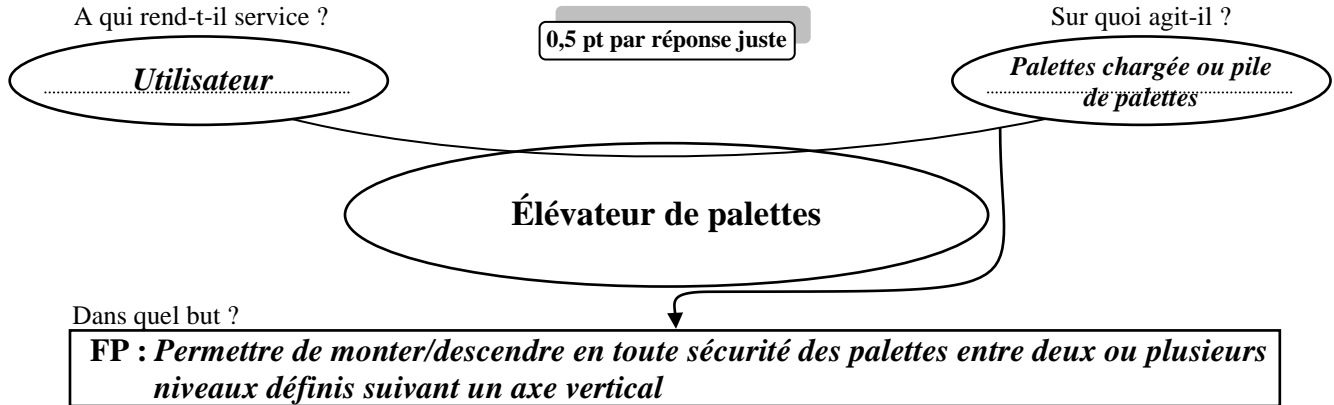 A qui rend-t-il service ?
0,5 pt par réponse juste
Sur quoi agit-il ?
Utilisateur
Palettes chargée ou pile
de palettes
Élévateur de palettes
Dans quel but ?
FP : Permettre de monter/descendre en toute sécurité des palettes entre deux ou plusieurs
niveaux définis suivant un axe vertical